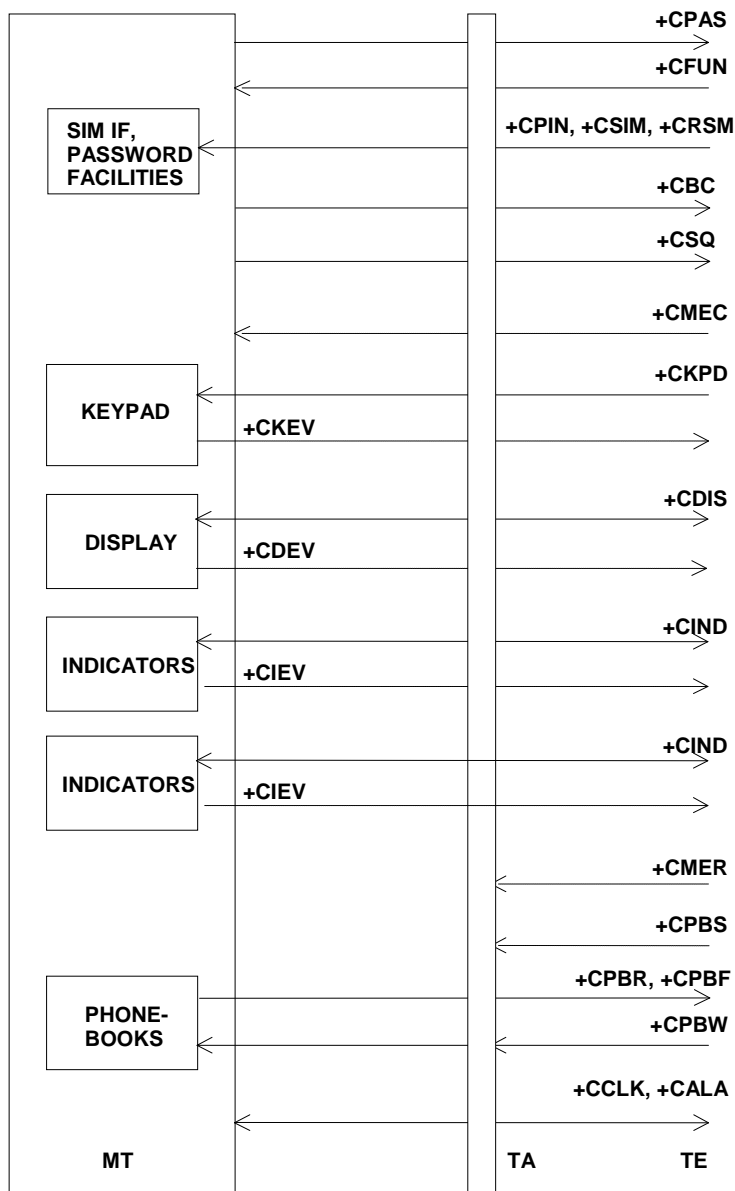 +CPAS
+CFUN
SIM IF,
PASSWORD
FACILITIES
+CPIN, +CSIM, +CRSM
+CBC
+CSQ
+CMEC
+CKPD
KEYPAD
+CKEV
+CDIS
DISPLAY
+CDEV
+CIND
INDICATORS
+CIEV
+CIND
INDICATORS
+CIEV
+CMER
+CPBS
+CPBR, +CPBF
PHONE-
BOOKS
+CPBW
+CCLK, +CALA
MT TA TE